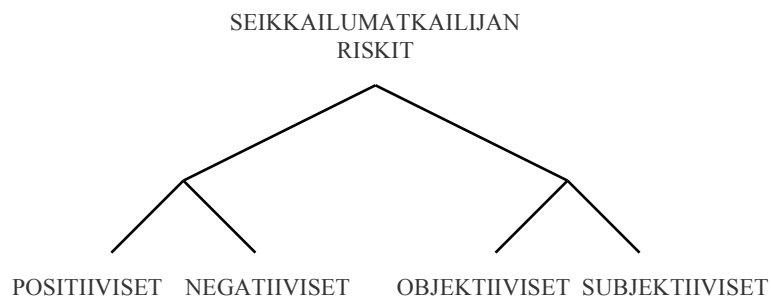 SEIKKAILUMATKAILIJAN
RISKIT
POSITIIVISET NEGATIIVISET OBJEKTIIVISET SUBJEKTIIVISET